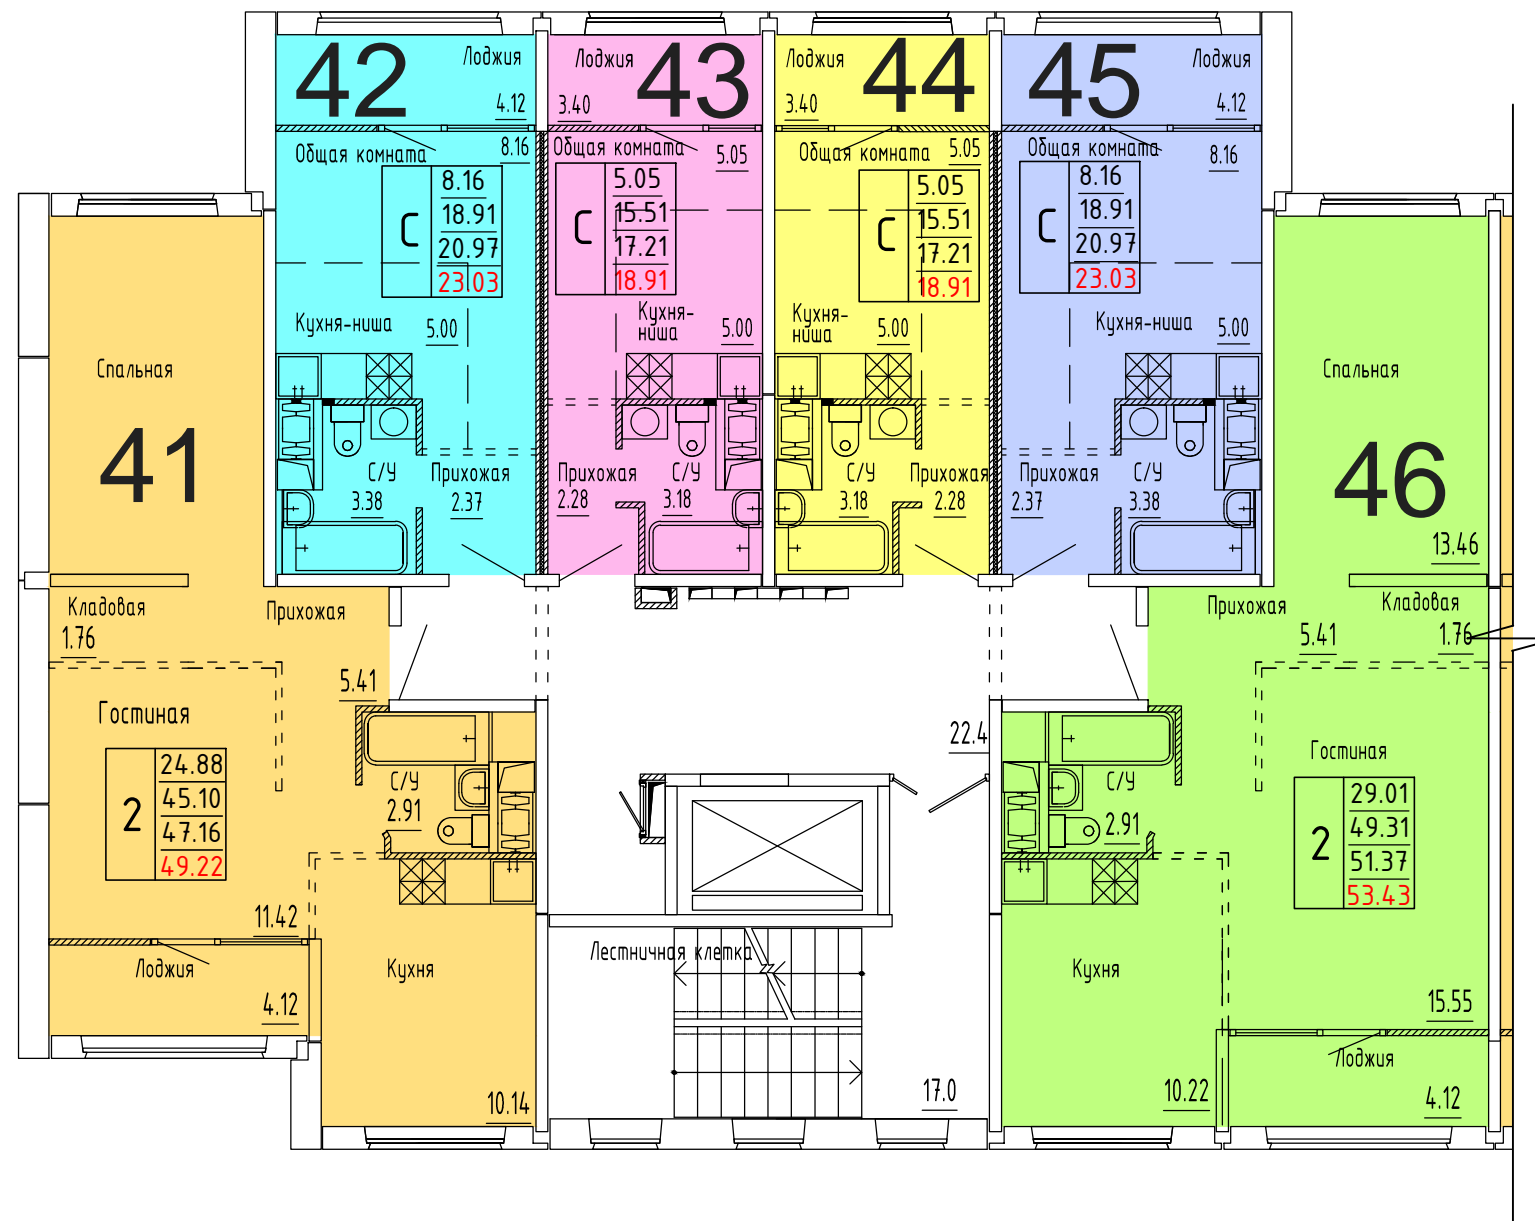 42
Лоджия
4.12
8.16
Общая комната
С
8.16
18.91
20.97
23.03
Кухня-ниша
5.00
С/У
3.38
Прихожая
2.37
Лоджия
43
3.40
Общая комната
5.05
С
5.05
15.51
17.21
18.91
Кухня-
ниша
5.00
Прихожая
2.28
С/У
3.18
Лоджия
44
3.40
Общая комната
5.05
С
5.05
15.51
17.21
18.91
Кухня-
ниша
5.00
С/У
3.18
Прихожая
2.28
45
Лоджия
4.12
Общая комната
8.16
С
8.16
18.91
20.97
23.03
Кухня-ниша
5.00
Прихожая
2.37
С/У
3.38
Спальная
41
Кладовая
1.76
Прихожая
5.41
Гостиная
2
24.88
45.10
47.16
49.22
11.42
С/У
2.91
Лоджия
4.12
Кухня
10.14
22.4
Лестничная клетка
17.0
Спальная
46
13.46
Прихожая
5.41
Кладовая
1.76
Гостиная
2
29.01
49.31
51.37
53.43
С/У
2.91
Кухня
10.22
15.55
Лоджия
4.12